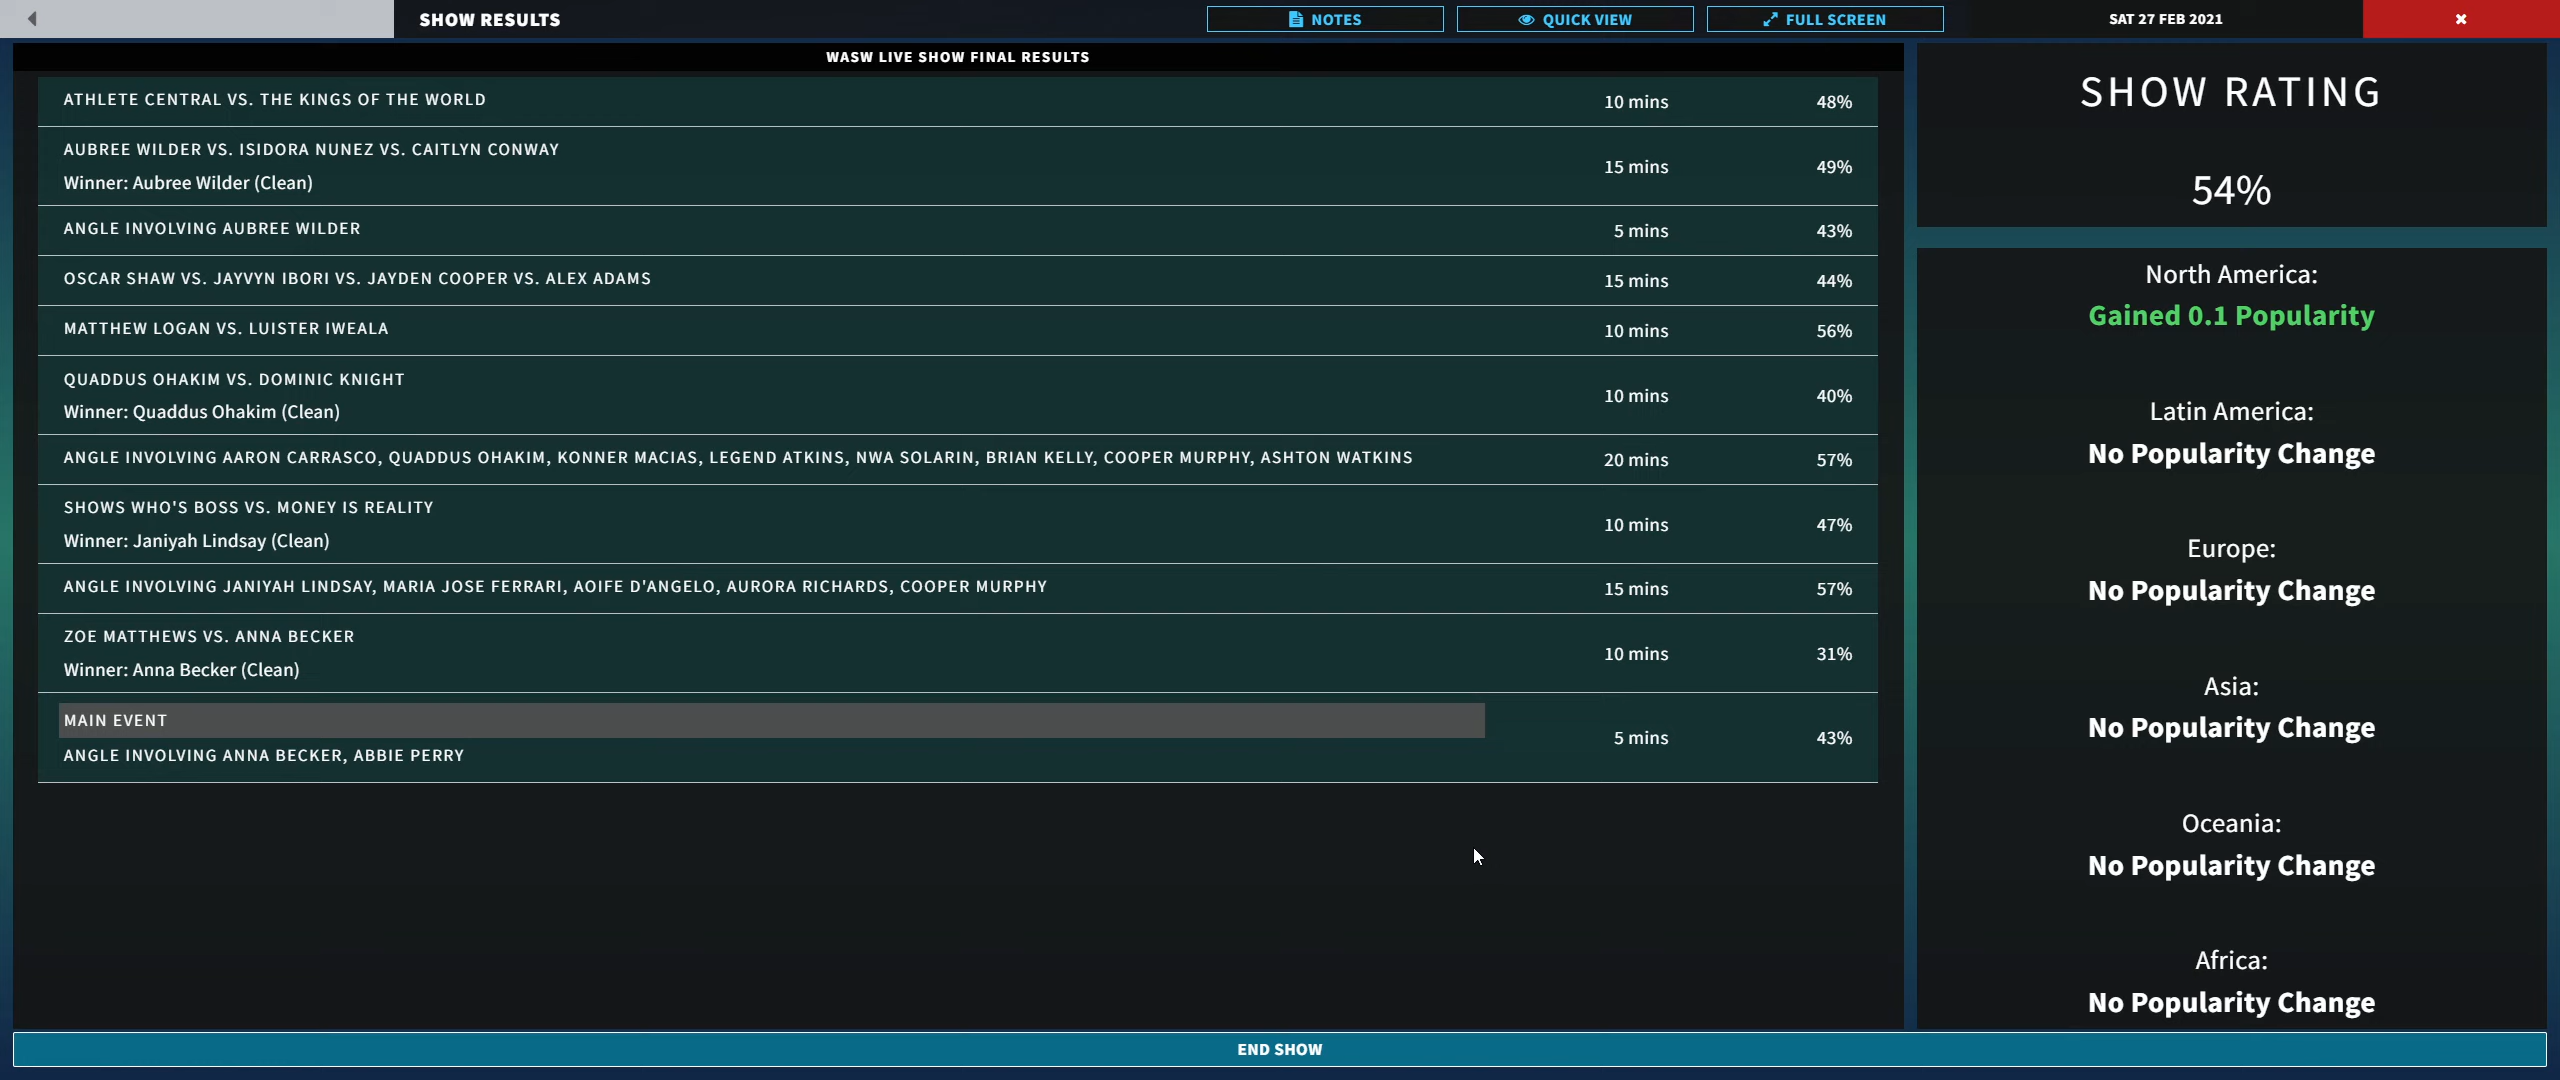 SHOW RESULTS
NOTES
QUICK VIEW
FULL SCREEN
SAT 27 FEB 2021
WASW LIVE SHOW FINAL RESULTS
ATHLETE CENTRAL VS. THE KINGS OF THE WORLD
10 mins
48%
AUBREE WILDER VS. ISIDORA NUNEZ VS. CAITLYN CONWAY
Winner: Aubree Wilder (Clean)
15 mins
49%
ANGLE INVOLVING AUBREE WILDER
5 mins
43%
OSCAR SHAW VS. JAYVYN IBORI VS. JAYDEN COOPER VS. ALEX ADAMS
15 mins
44%
MATTHEW LOGAN VS. LUISTER IWEALA
10 mins
56%
QUADDUS OHAKIM VS. DOMINIC KNIGHT
Winner: Quaddus Ohakim (Clean)
10 mins
40%
ANGLE INVOLVING AARON CARRASCO, QUADDUS OHAKIM, KONNER MACIAS, LEGEND ATKINS, NWA SOLARIN, BRIAN KELLY, COOPER MURPHY, ASHTON WATKINS
20 mins
57%
SHOWS WHO'S BOSS VS. MONEY IS REALITY
Winner: Janiyah Lindsay (Clean)
10 mins
47%
ANGLE INVOLVING JANIYAH LINDSAY, MARIA JOSE FERRARI, AOIFE D'ANGELO, AURORA RICHARDS, COOPER MURPHY
15 mins
57%
ZOE MATTHEWS VS. ANNA BECKER
Winner: Anna Becker (Clean)
10 mins
31%
MAIN EVENT
ANGLE INVOLVING ANNA BECKER, ABBIE PERRY
5 mins
43%
SHOW RATING
54%
North America:
Gained 0.1 Popularity
Latin America:
No Popularity Change
Europe:
No Popularity Change
Asia:
No Popularity Change
Oceania:
No Popularity Change
Africa:
No Popularity Change
END SHOW